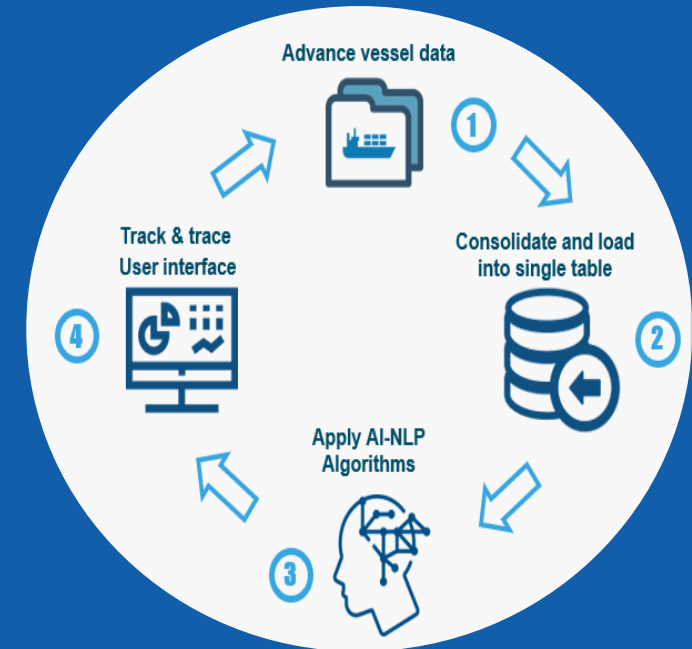 Advance vessel data
1
Consolidate and load
into single table
2
Apply AI-NLP
Algorithms
3
Track & trace
User interface
4